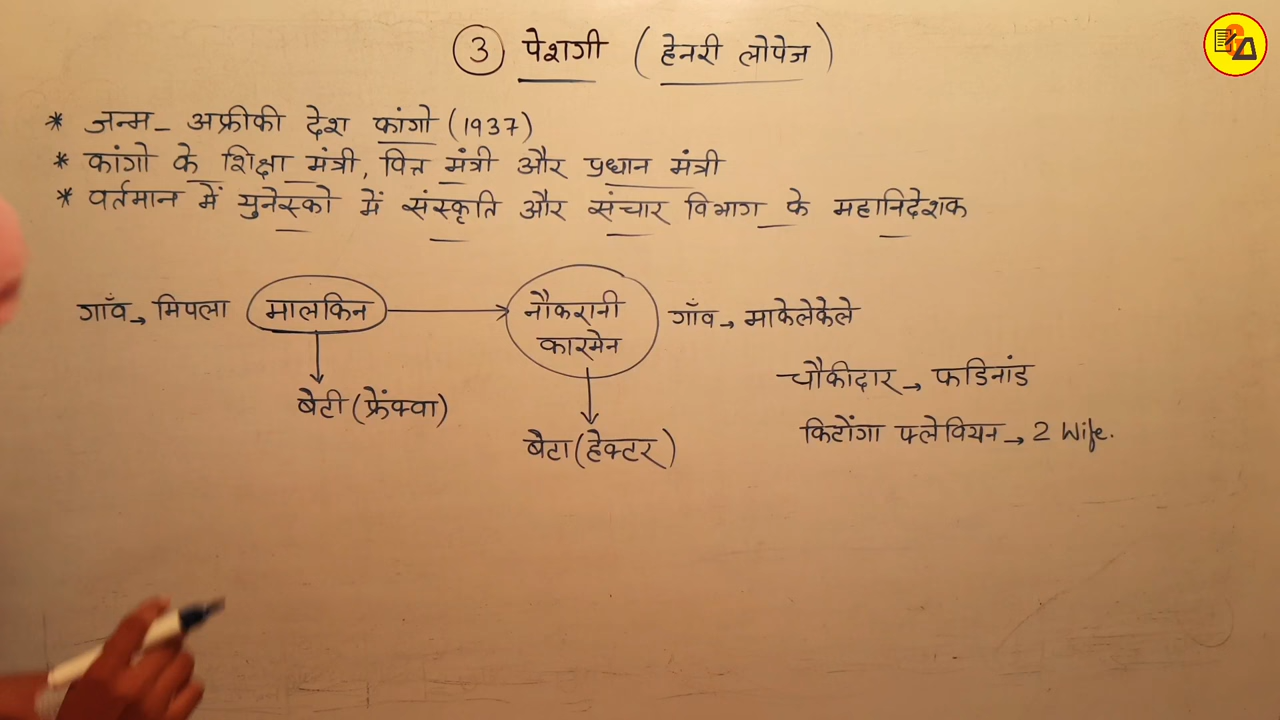 3 पेशगी (हेनरी लोपेज)
* जन्म - अफ्रीकी देश कांगो (1937)
* कांगो के शिक्षा मंत्री, वित्त मंत्री और प्रधान मंत्री
* वर्तमान में युनेस्को में संस्कृति और संचार विभाग के महानिदेशक
गाँव → मिपला मालकिन → नौकरानी कारमेन गाँव → माकेलेकेले
चौकीदार → फडिनांड
बेटी (फ्रेंक्वा)
किटोंगा फ्लेवियन → 2 Wife.
बेटा (हेक्टर)